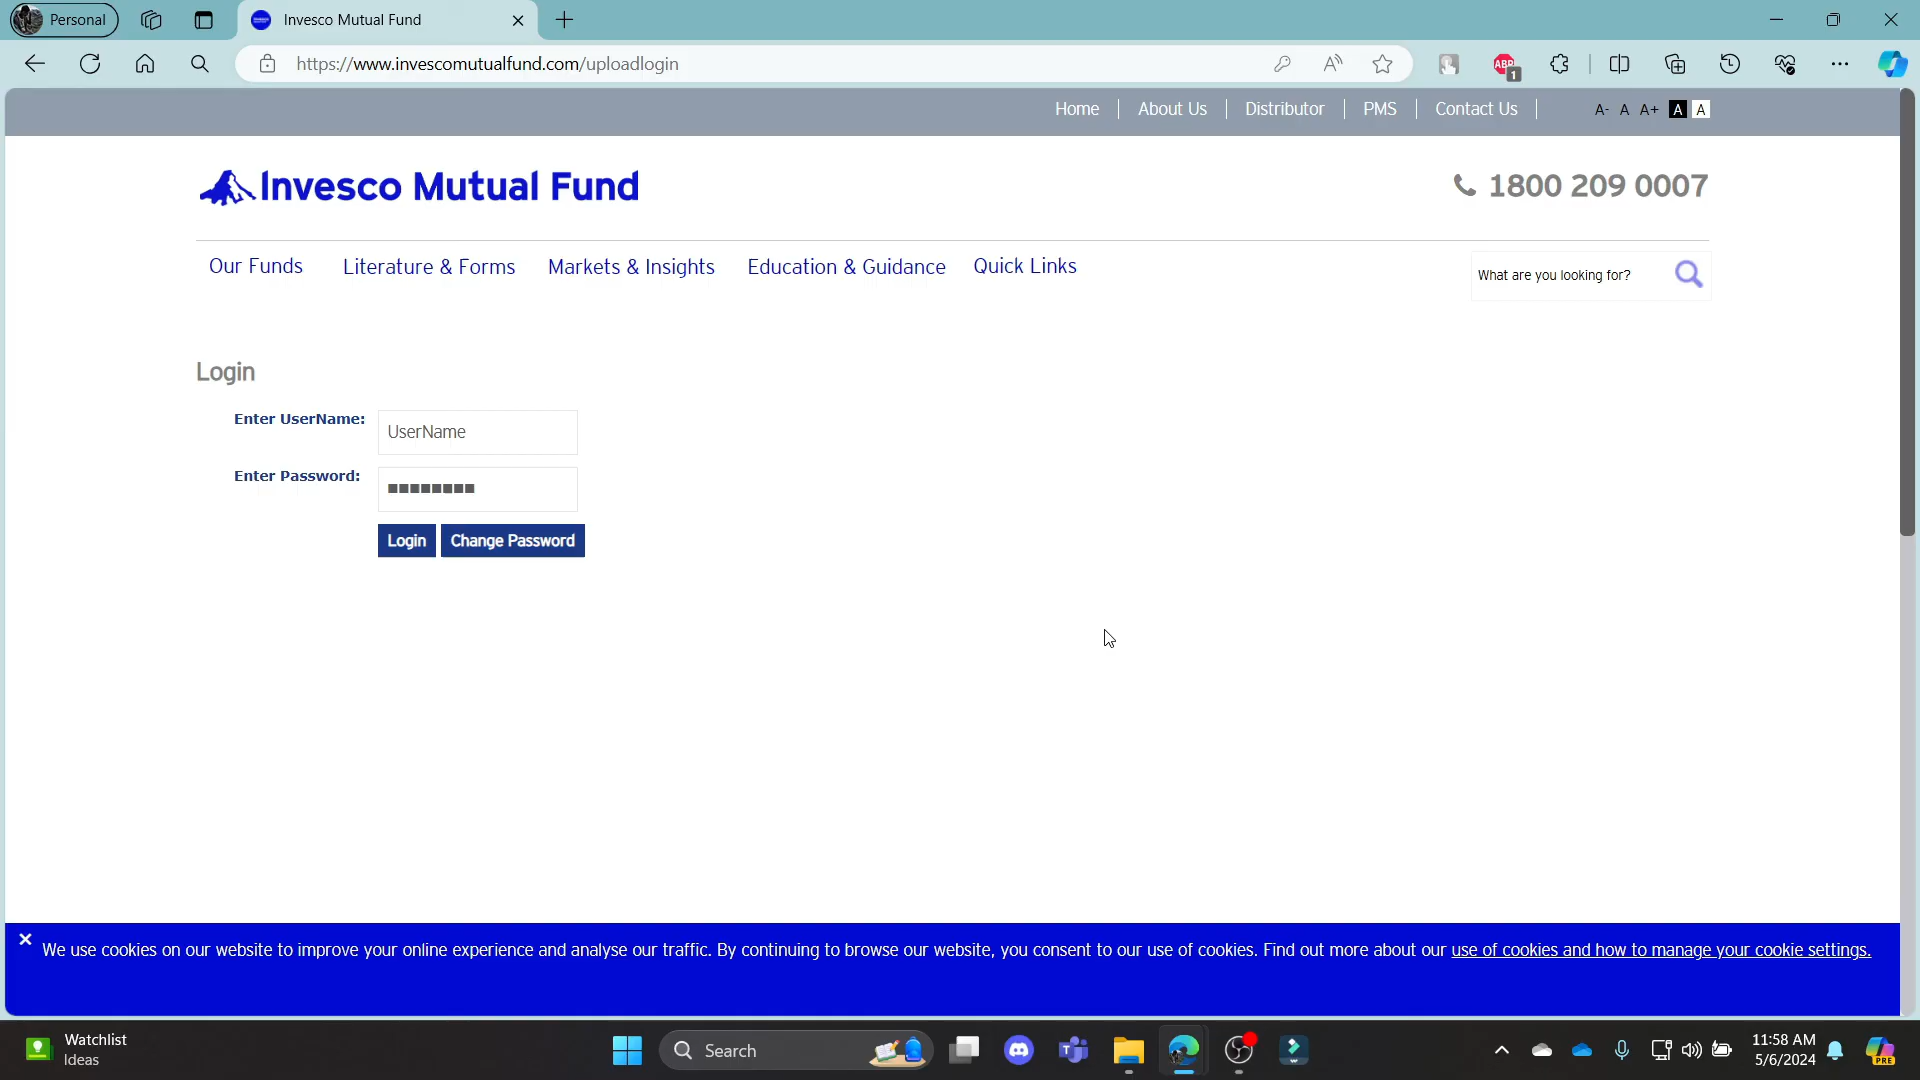 Personal
Invesco Mutual Fund
https://www.invescomutualfund.com/uploadlogin
ABP
1
Home
About Us
Distributor
PMS
Contact Us
A- A A+ A A
Invesco Mutual Fund
1800 209 0007
Our Funds
Literature & Forms
Markets & Insights
Education & Guidance
Quick Links
What are you looking for?
Login
Enter UserName:
UserName
Enter Password:
Login
Change Password
We use cookies on our website to improve your online experience and analyse our traffic. By continuing to browse our website, you consent to our use of cookies. Find out more about our use of cookies and how to manage your cookie settings.
Watchlist
Ideas
Search
11:58 AM
5/6/2024
PRE